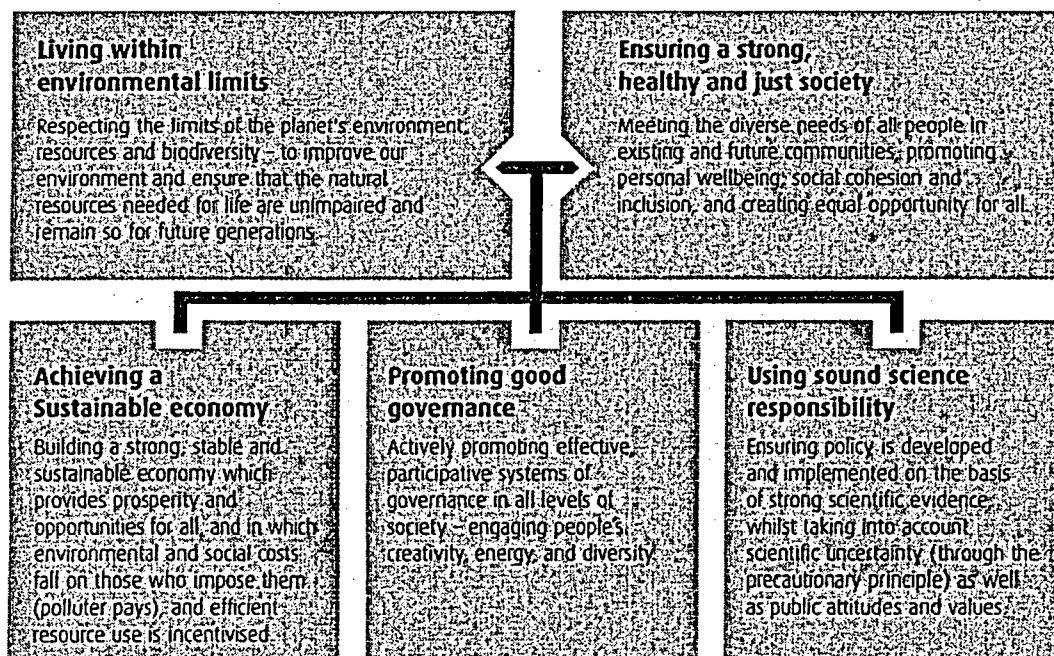 Living within
environmental limits
Respecting the limits of the planet's environment,
resources and biodiversity – to improve our
environment and ensure that the natural
resources needed for life are unimpaired and
remain so for future generations.
Ensuring a strong,
healthy and just society
Meeting the diverse needs of all people in
existing and future communities, promoting
personal wellbeing, social cohesion and
inclusion, and creating equal opportunity for all.
Achieving a
Sustainable economy
Building a strong, stable and
sustainable economy which
provides prosperity and
opportunities for all, and in which
environmental and social costs
fall on those who impose them
(polluter pays), and efficient
resource use is incentivised.
Promoting good
governance
Actively promoting effective,
participative systems of
governance in all levels of
society – engaging people's
creativity, energy, and diversity.
Using sound science
responsibility
Ensuring policy is developed
and implemented on the basis
of strong scientific evidence,
whilst taking into account
scientific uncertainty (through the
precautionary principle) as well
as public attitudes and values.